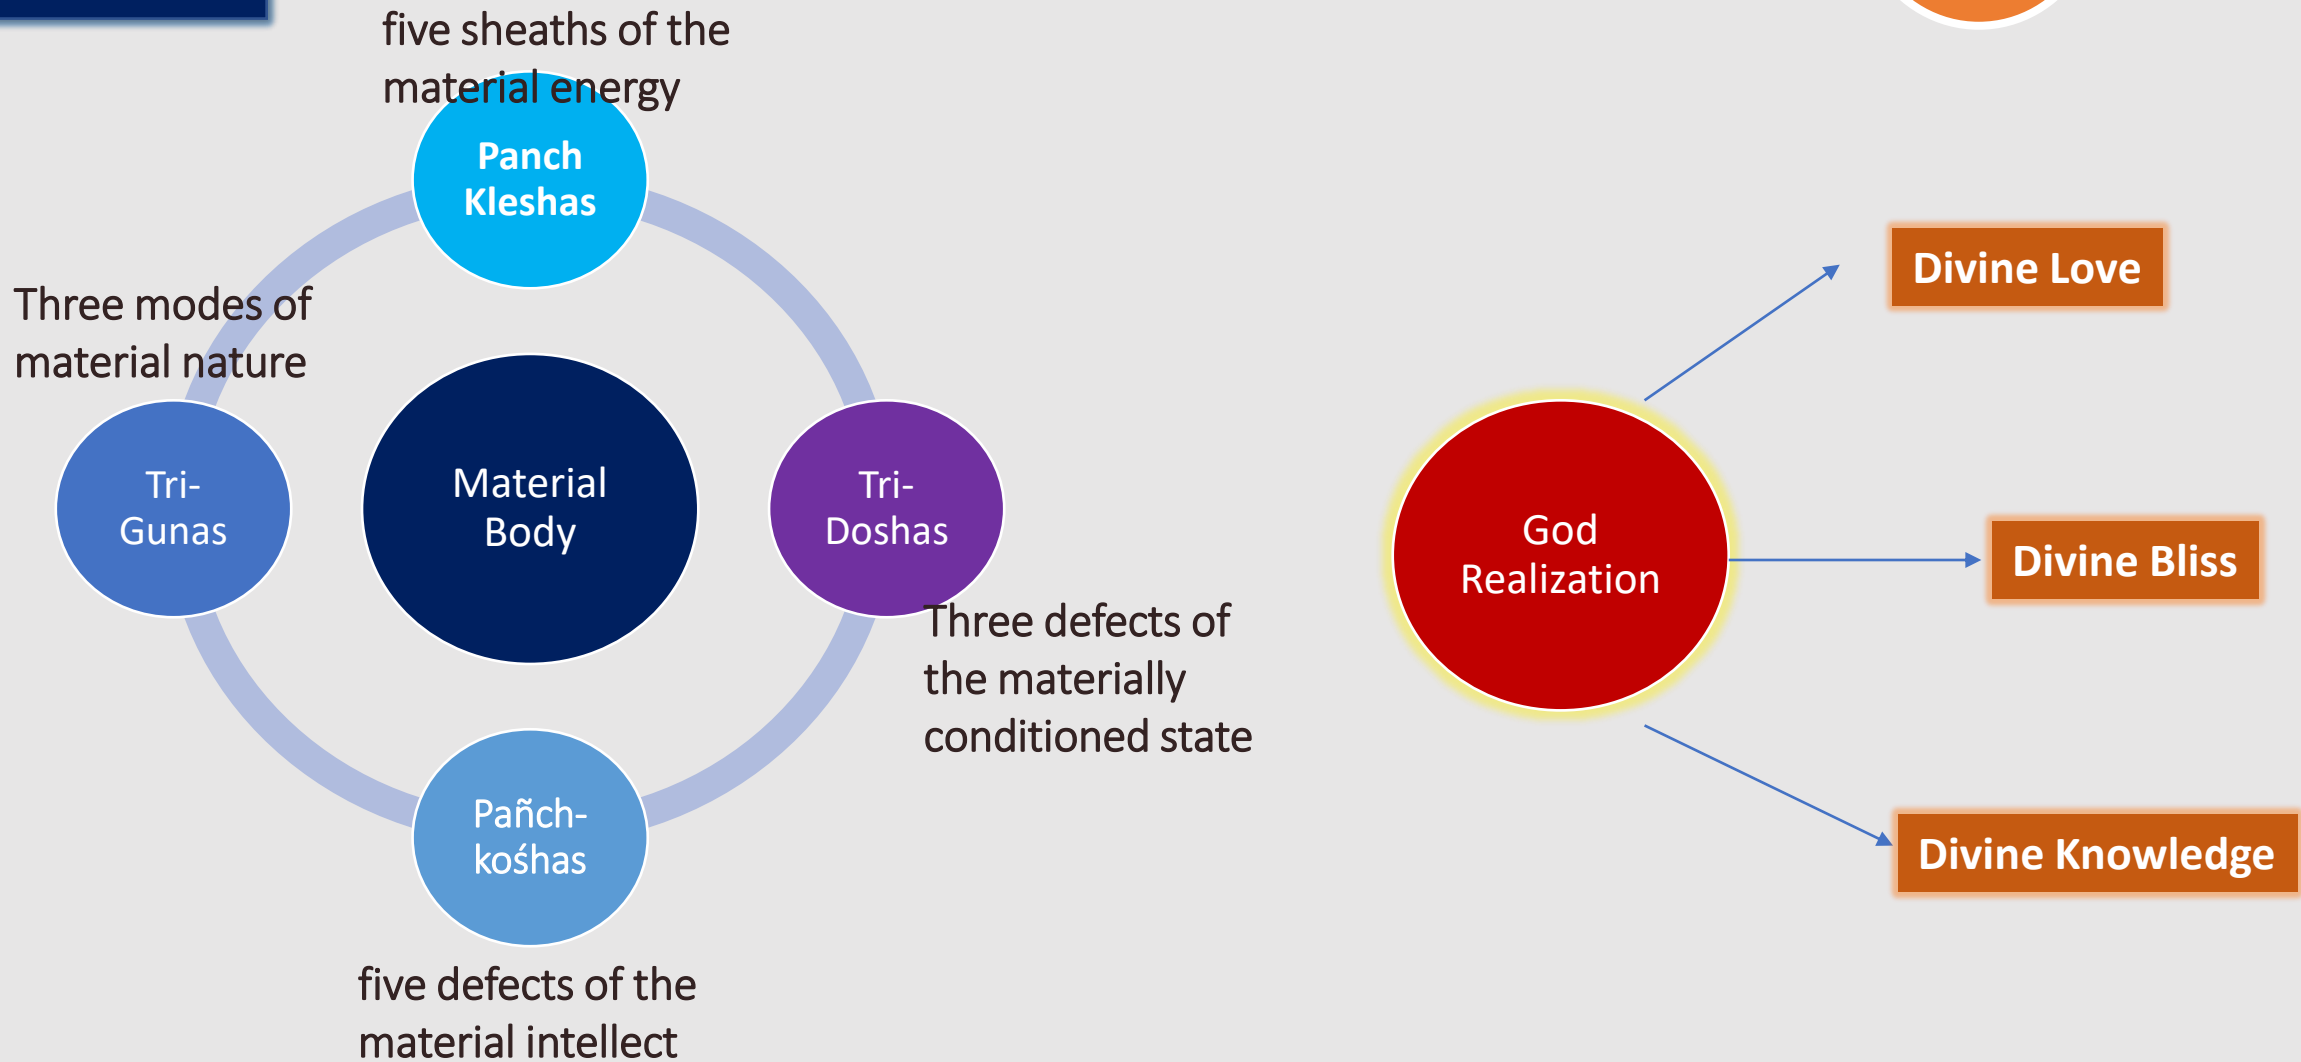 five sheaths of the
material energy
Panch
Kleshas
Three modes of
material nature
Tri-
Gunas
Material
Body
Tri-
Doshas
Three defects of
the materially
conditioned state
Pañch-
kośhas
five defects of the
material intellect
God
Realization
Divine Love
Divine Bliss
Divine Knowledge